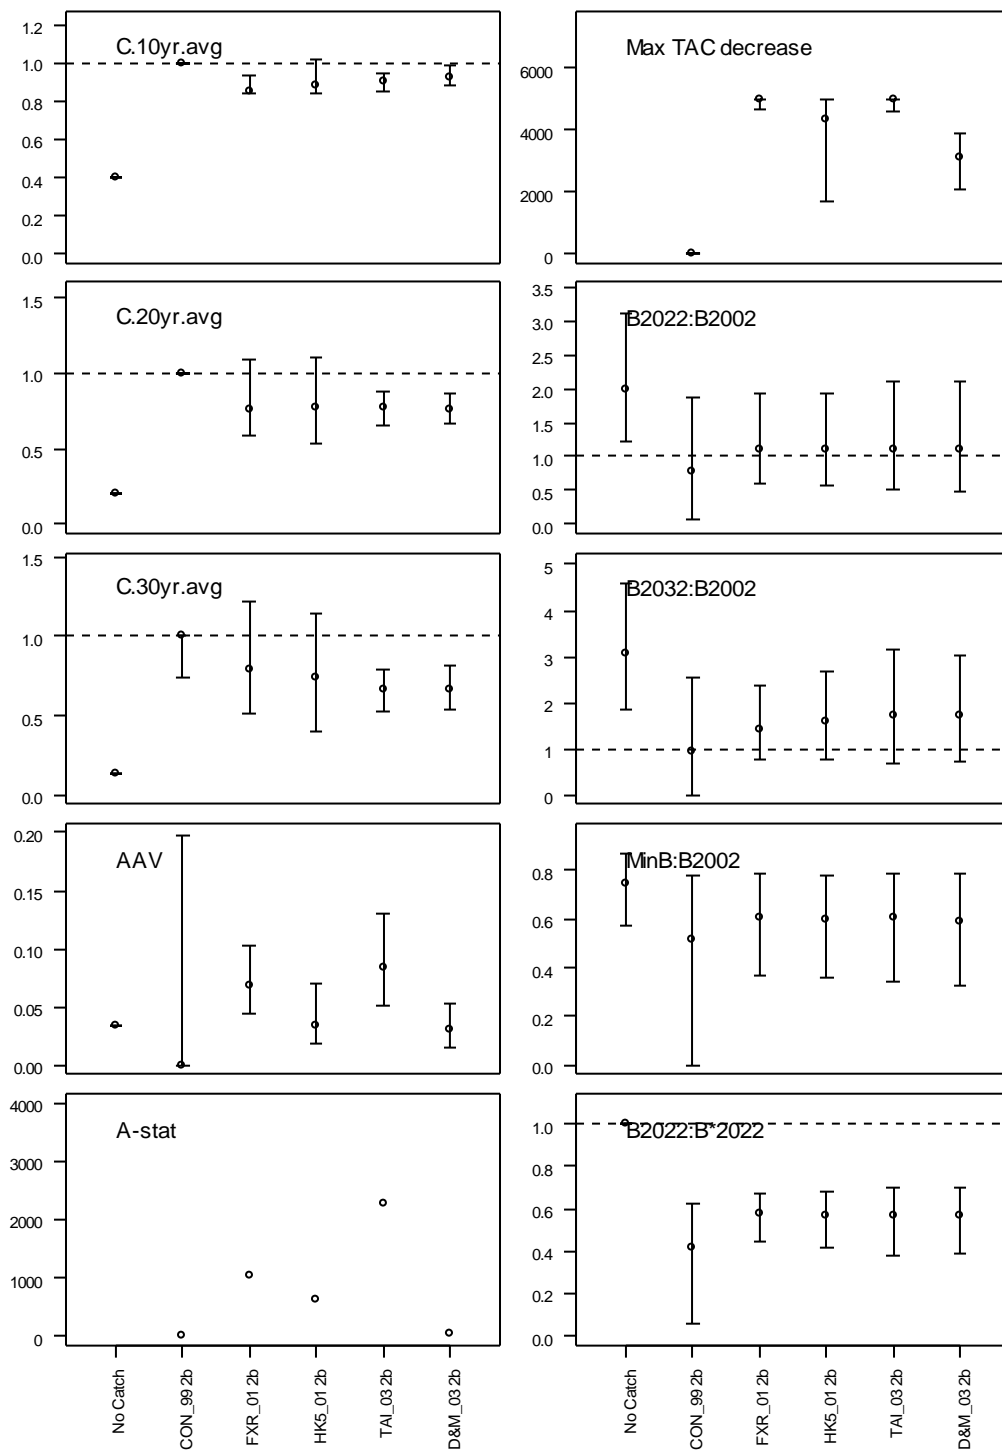 C.10yr.avg
1.2
1.0
0.8
0.6
0.4
0.2
0.0
Max TAC decrease
6000
4000
2000
0
C.20yr.avg
1.5
1.0
0.5
0.0
B2022:B2002
3.5
3.0
2.5
2.0
1.5
1.0
0.5
0.0
C.30yr.avg
1.5
1.0
0.5
0.0
B2032:B2002
5
4
3
2
1
0
AAV
0.20
0.15
0.10
0.05
0.00
MinB:B2002
0.8
0.6
0.4
0.2
0.0
A-stat
4000
3000
2000
1000
0
B2022:B*2022
1.0
0.8
0.6
0.4
0.2
0.0
No Catch
CON_99 2b
FXR_01 2b
HK5_01 2b
TAI_03 2b
D&M_03 2b
No Catch
CON_99 2b
FXR_01 2b
HK5_01 2b
TAI_03 2b
D&M_03 2b